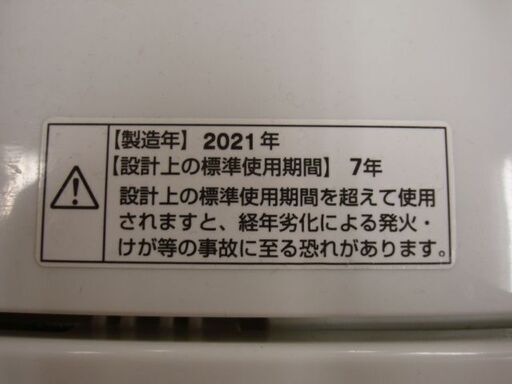 【製造年】 2021年
【設計上の標準使用期間】 7年
設計上の標準使用期間を超えて使用
されますと、経年劣化による発火・
けが等の事故に至る恐れがあります。